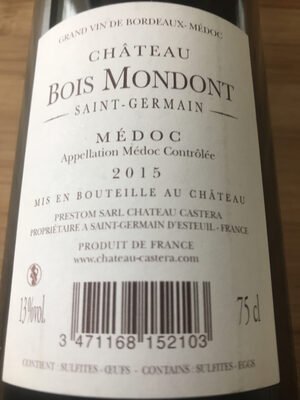 GRAND VIN DE BORDEAUX- MÉDOC
CHÂTEAU
BOIS MONDONT
SAINT-GERMAIN
MÉDOC
Appellation Médoc Contrôlée
2015
MIS EN BOUTEILLE AU CHÂTEAU
PRESTOM SARL CHATEAU CASTERA
PROPRIÉTAIRE A SAINT-GERMAIN D'ESTEUIL - FRANCE
PRODUIT DE FRANCE
www.chateau-castera.com
13%vol.
75 cl
3 471168 152103
CONTIENT : SULFITES - ŒUFS - CONTAINS : SULFITES - EGGS